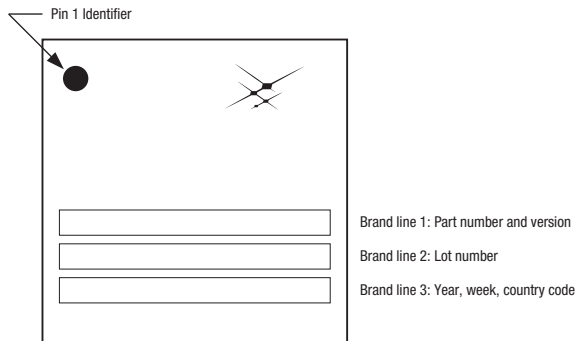 Pin 1 Identifier
Brand line 1: Part number and version
Brand line 2: Lot number
Brand line 3: Year, week, country code